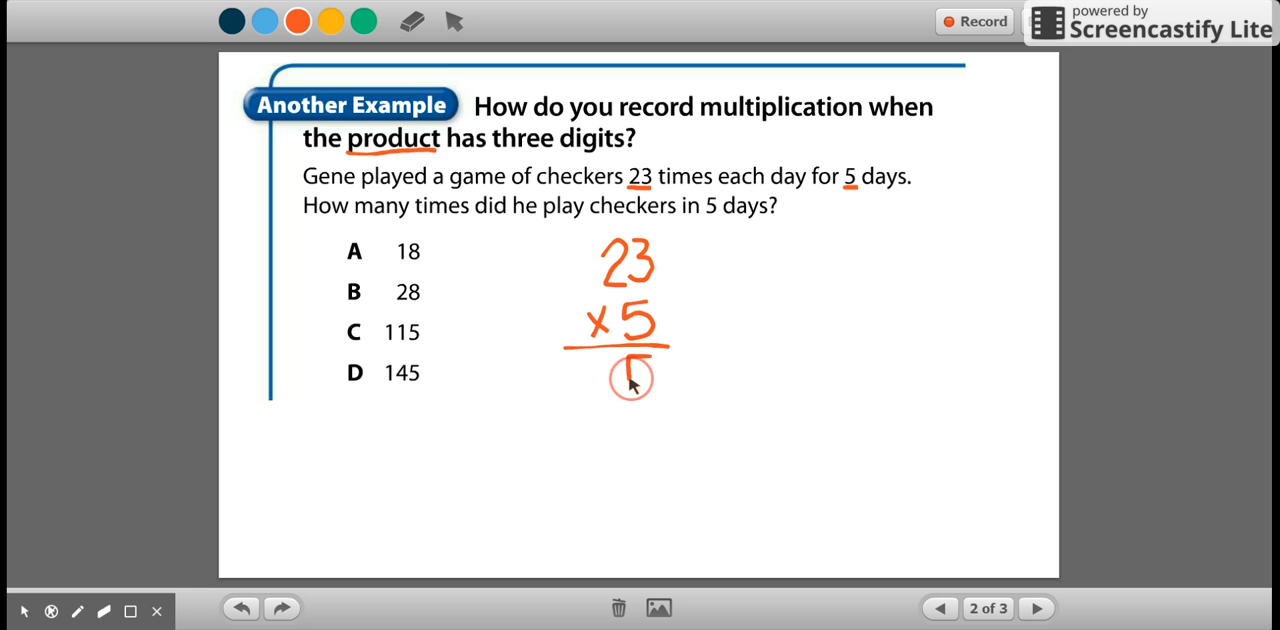 Record
powered by
Screencastify Lite
Another Example How do you record multiplication when
the product has three digits?
Gene played a game of checkers 23 times each day for 5 days.
How many times did he play checkers in 5 days?
A 18
B 28
C 115
D 145
23
x 5
5
2 of 3